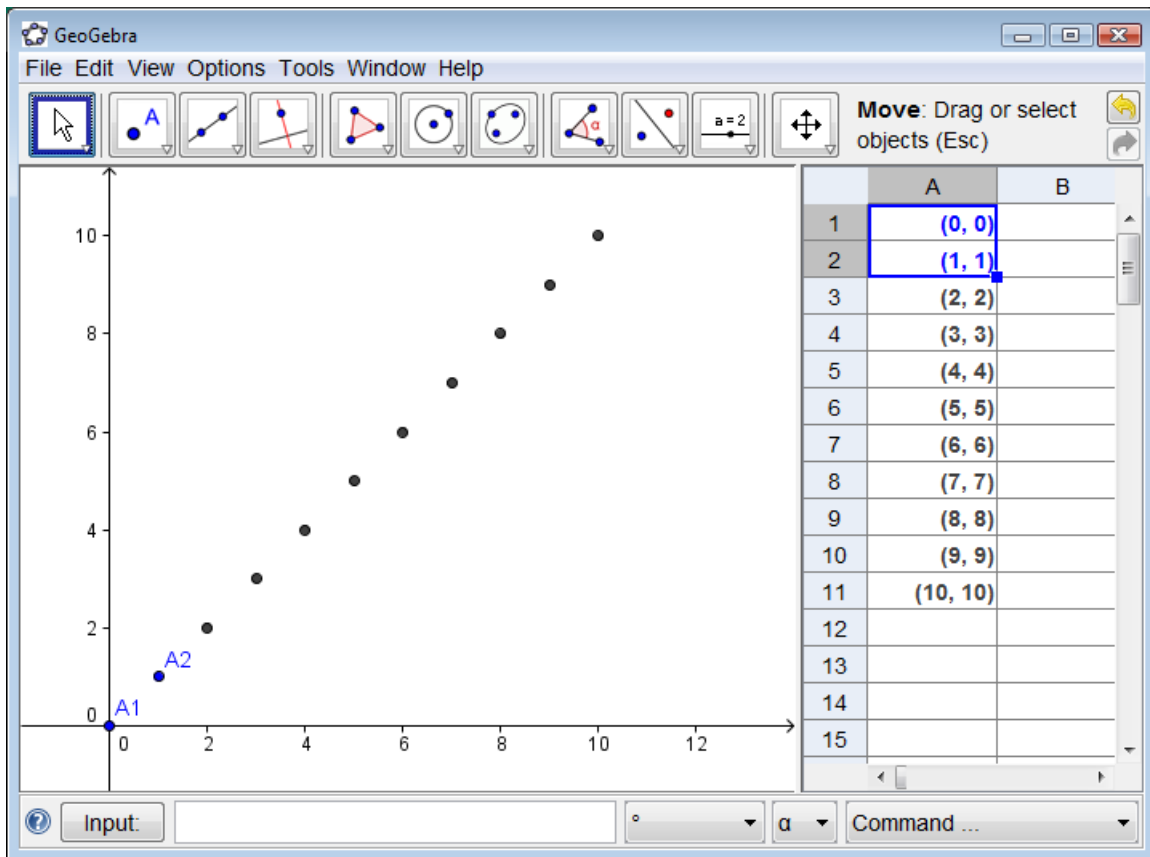 GeoGebra
File Edit View Options Tools Window Help
A
α
a = 2
Move: Drag or select
objects (Esc)
10
8
6
4
2
0
A2
A1
0 2 4 6 8 10 12
A B
1 (0, 0)
2 (1, 1)
3 (2, 2)
4 (3, 3)
5 (4, 4)
6 (5, 5)
7 (6, 6)
8 (7, 7)
9 (8, 8)
10 (9, 9)
11 (10, 10)
12
13
14
15
? Input: ° α Command ...